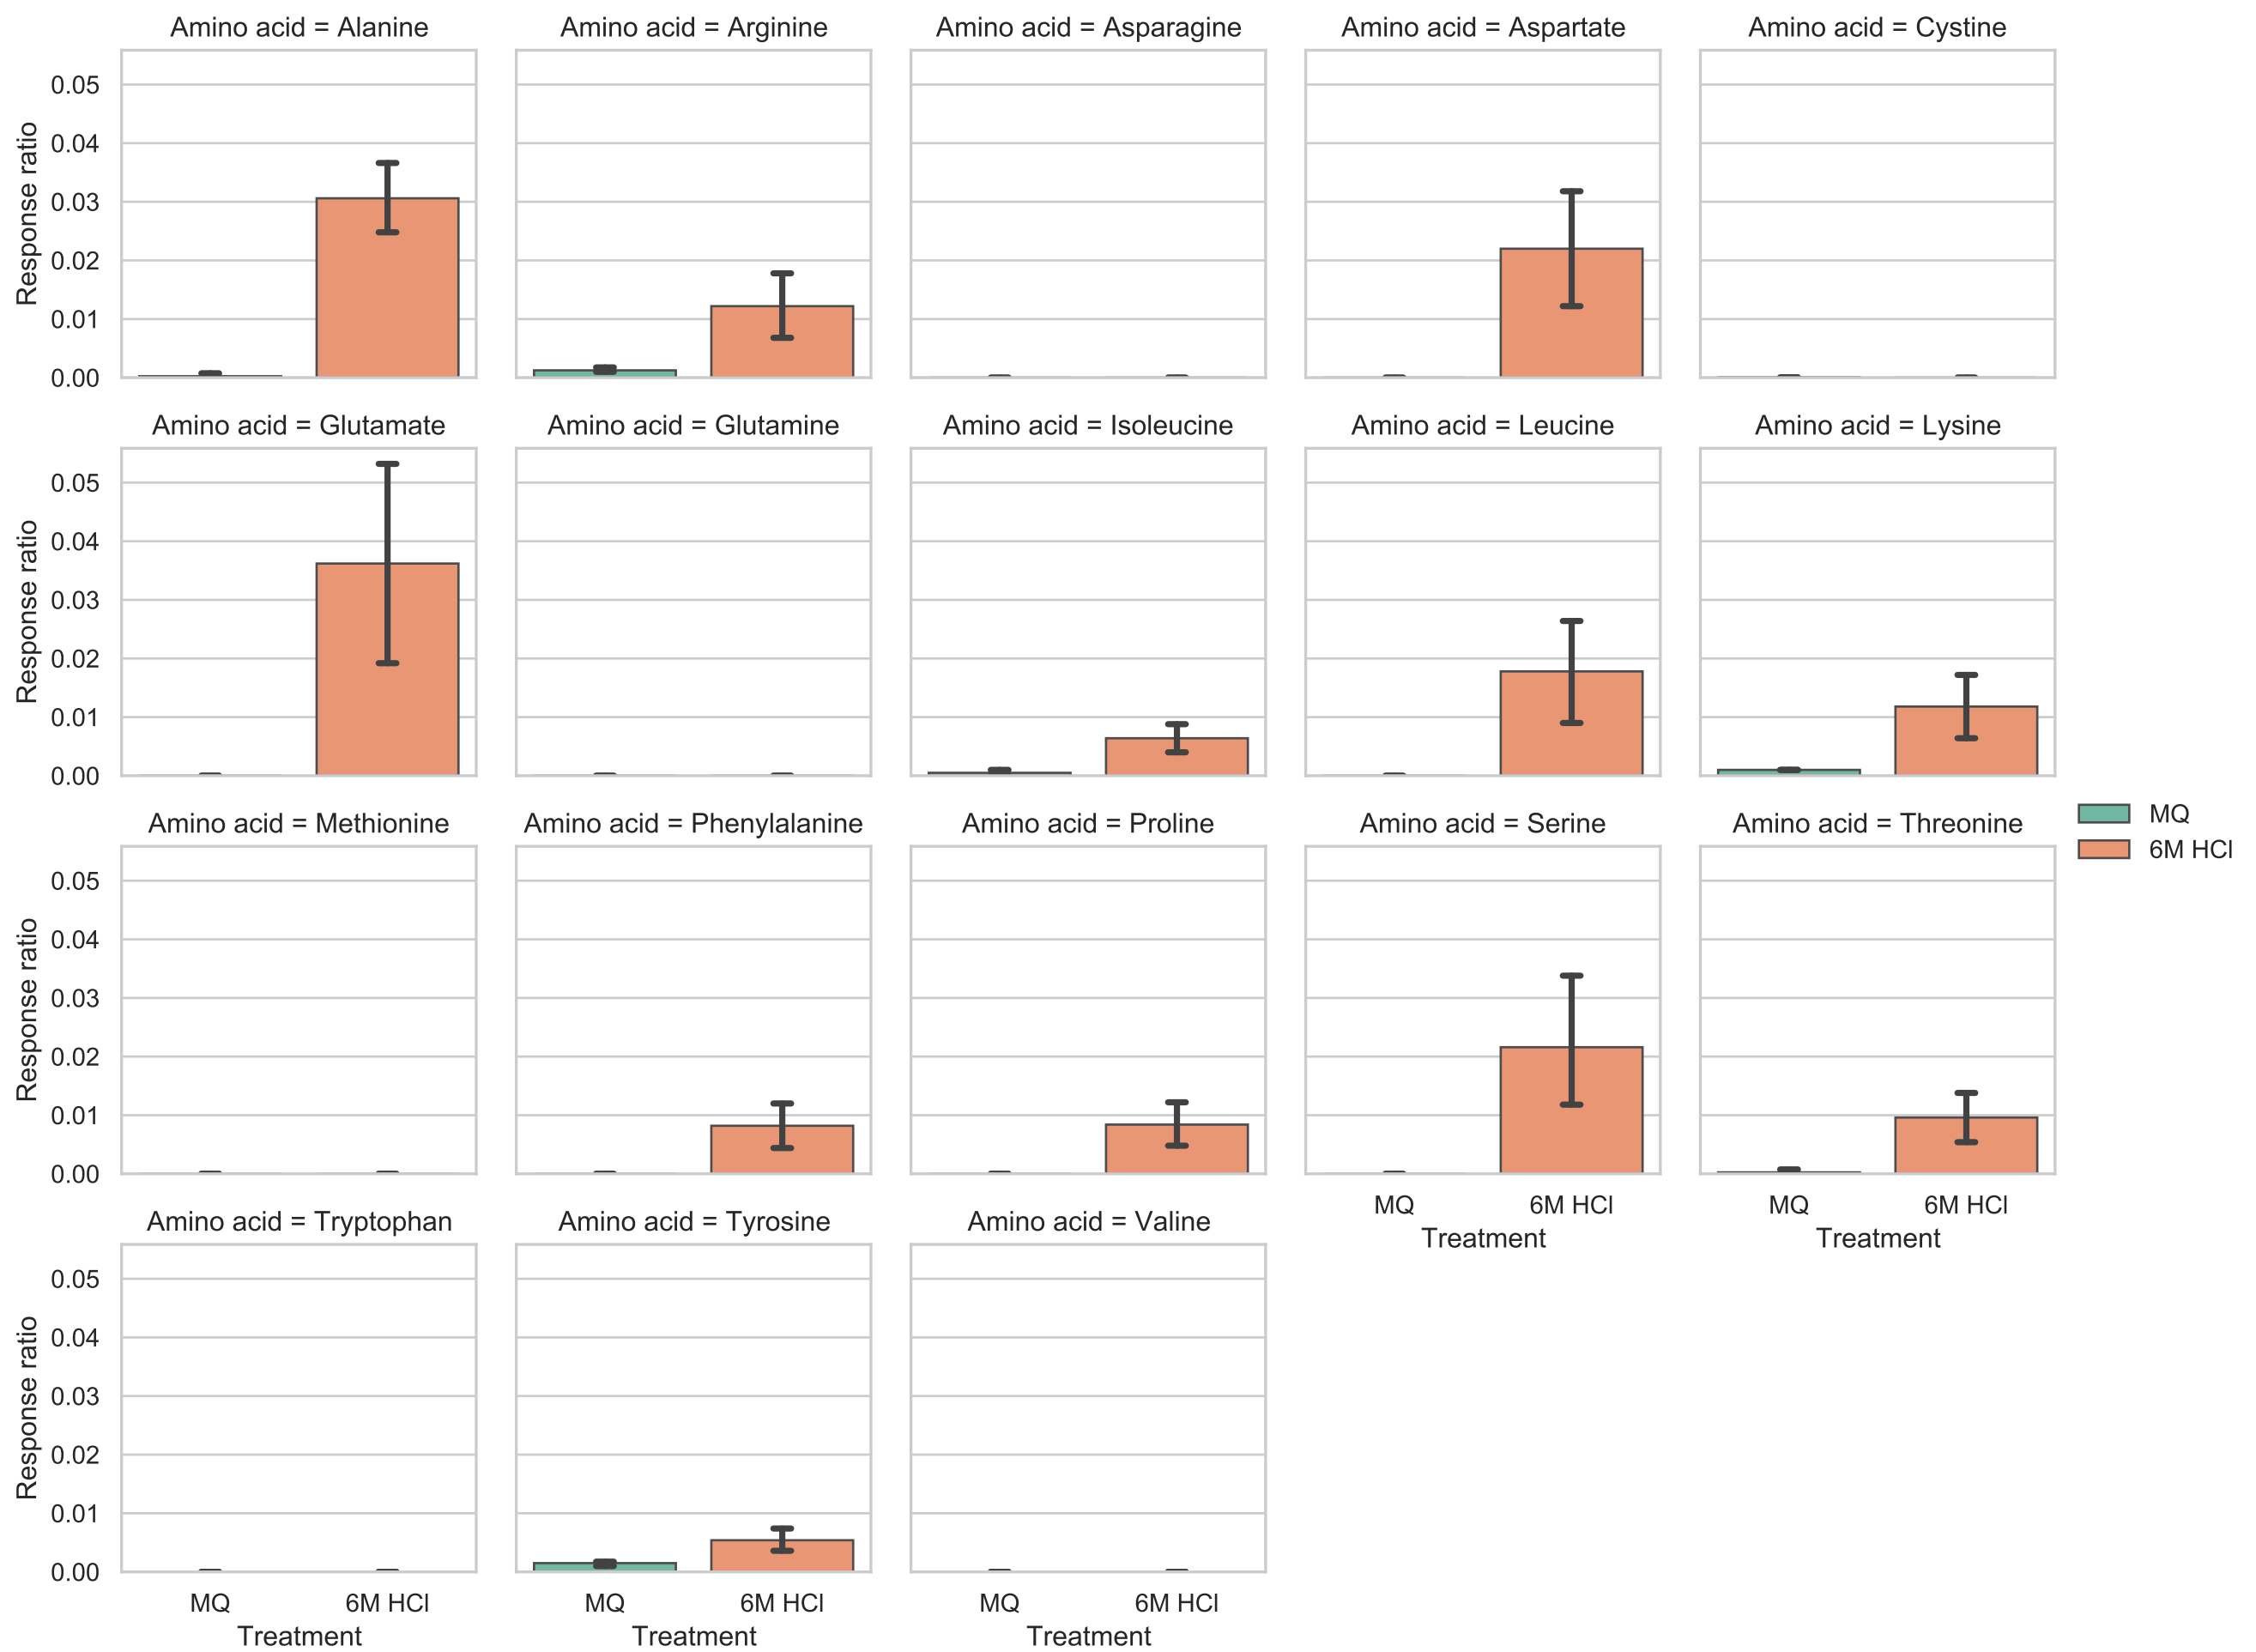 Amino acid = Alanine
Amino acid = Arginine
Amino acid = Asparagine
Amino acid = Aspartate
Amino acid = Cystine
Response ratio
0.05
0.04
0.03
0.02
0.01
0.00
Amino acid = Glutamate
Amino acid = Glutamine
Amino acid = Isoleucine
Amino acid = Leucine
Amino acid = Lysine
Response ratio
0.05
0.04
0.03
0.02
0.01
0.00
Amino acid = Methionine
Amino acid = Phenylalanine
Amino acid = Proline
Amino acid = Serine
Amino acid = Threonine
MQ
6M HCl
Response ratio
0.05
0.04
0.03
0.02
0.01
0.00
MQ 6M HCl
Treatment
MQ 6M HCl
Treatment
Amino acid = Tryptophan
Amino acid = Tyrosine
Amino acid = Valine
Response ratio
0.05
0.04
0.03
0.02
0.01
0.00
MQ 6M HCl
Treatment
MQ 6M HCl
Treatment
MQ 6M HCl
Treatment